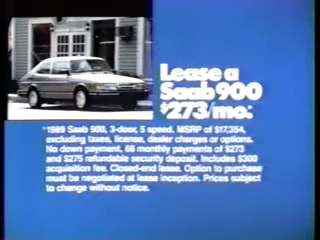 Lease a
Saab 900
$273/mo.*
*1989 Saab 900, 3-door, 5 speed. MSRP of $17,354,
excluding taxes, license, dealer charges or options.
No down payment, 66 monthly payments of $273
and $275 refundable security deposit. Includes $300
acquisition fee. Closed-end lease. Option to purchase
must be negotiated at lease inception. Prices subject
to change without notice.